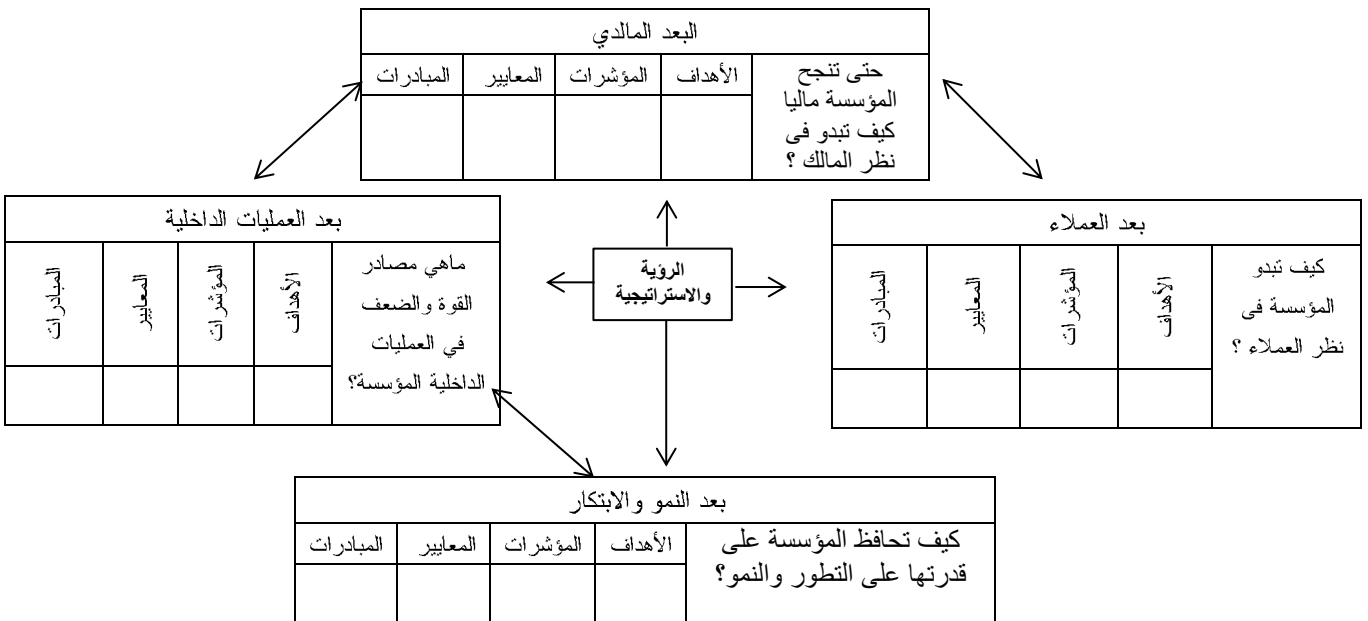 البعد المالدي
حتى تنجح
المؤسسة ماليا
كيف تبدو فى
نظر المالك ؟
الأهداف
المؤشرات
المعايير
المبادرات
بعد العملاء
كيف تبدو
المؤسسة فى
نظر العملاء ؟
الأهداف
المؤشرات
المعايير
المبادرات
الرؤية
والاستراتيجية
بعد العمليات الداخلية
ماهي مصادر
القوة والضعف
في العمليات
الداخلية المؤسسة؟
الأهداف
المؤشرات
المعايير
المبادرات
بعد النمو والابتكار
كيف تحافظ المؤسسة على
قدرتها على التطور والنمو؟
الأهداف
المؤشرات
المعايير
المبادرات